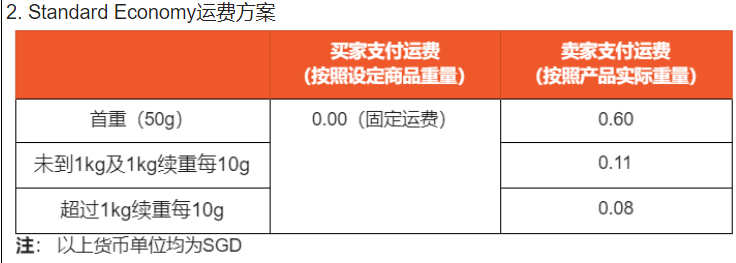 2. Standard Economy运费方案
买家支付运费
（按照设定商品重量）
卖家支付运费
（按照产品实际重量）
首重（50g）
0.00（固定运费）
0.60
未到1kg及1kg续重每10g
0.11
超过1kg续重每10g
0.08
注： 以上货币单位均为SGD